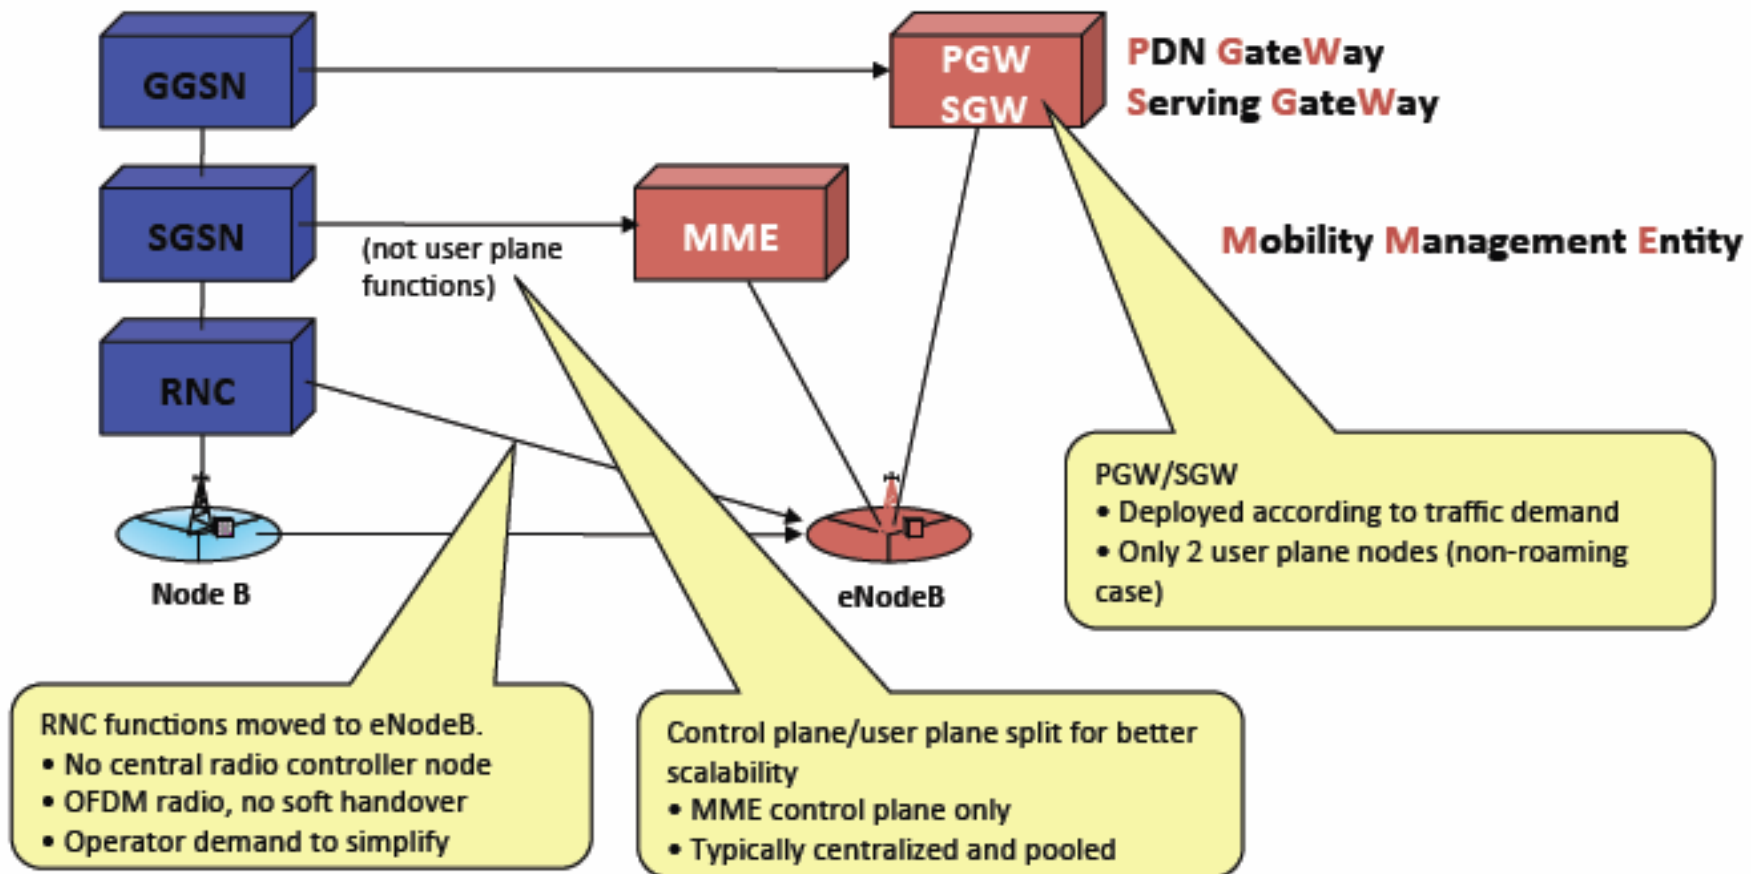 GGSN
PGW
SGW
PDN GateWay
Serving GateWay
SGSN
(not user plane
functions)
MME
Mobility Management Entity
RNC
Node B
eNodeB
PGW/SGW
• Deployed according to traffic demand
• Only 2 user plane nodes (non-roaming
case)
RNC functions moved to eNodeB.
• No central radio controller node
• OFDM radio, no soft handover
• Operator demand to simplify
Control plane/user plane split for better
scalability
• MME control plane only
• Typically centralized and pooled